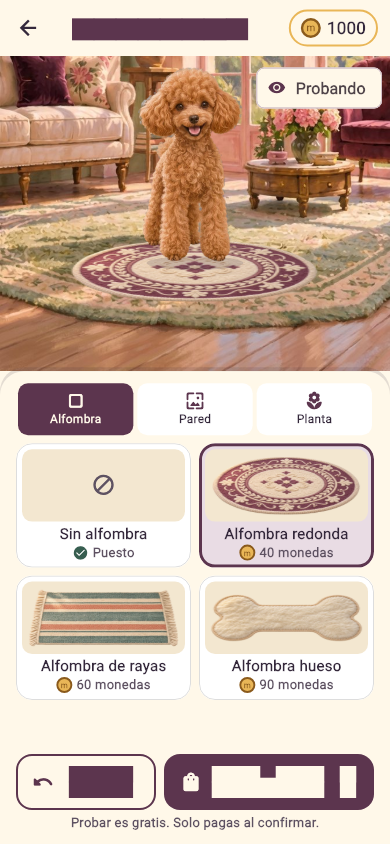 m 1000
Probando
Alfombra
Pared
Planta
Sin alfombra
Puesto
Alfombra redonda
m 40 monedas
Alfombra de rayas
m 60 monedas
Alfombra hueso
m 90 monedas
Probar es gratis. Solo pagas al confirmar.